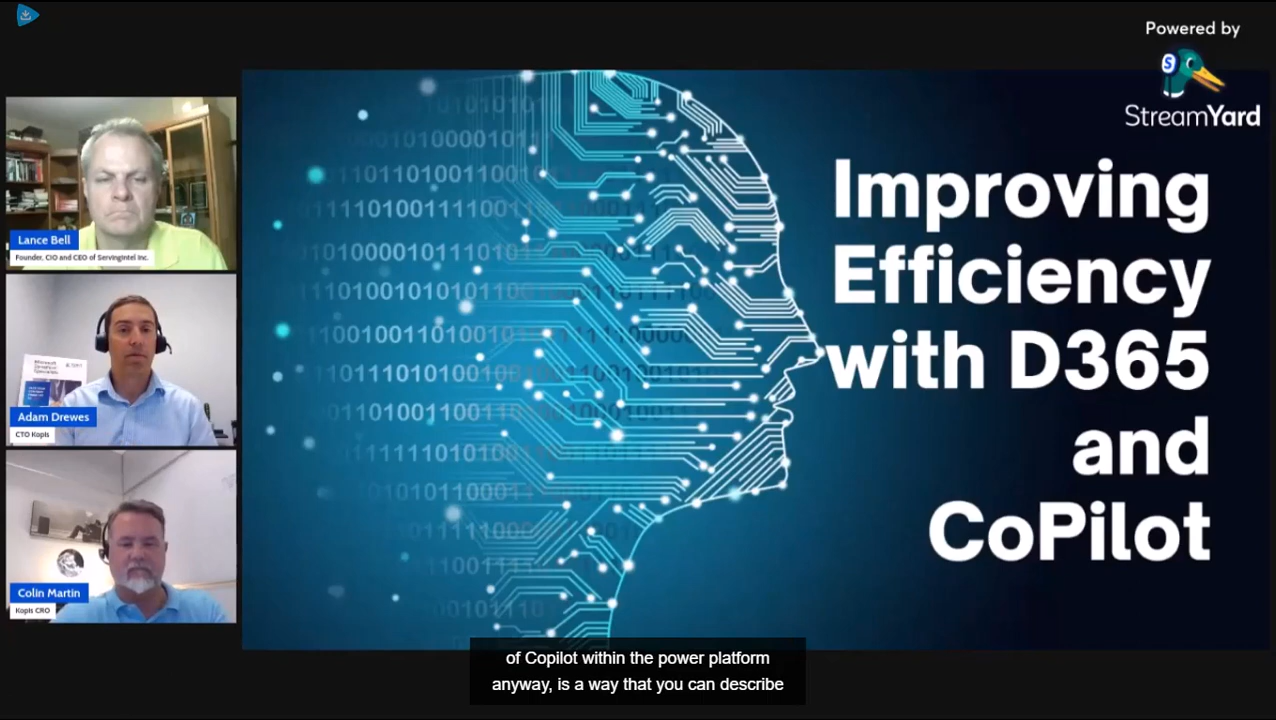 Powered by
S
StreamYard
Lance Bell
Founder, CIO and CEO of ServingIntel Inc.
Adam Drewes
CTO Kopis
Colin Martin
Kopis CRO
Improving
Efficiency
with D365
and
CoPilot
of Copilot within the power platform
anyway, is a way that you can describe